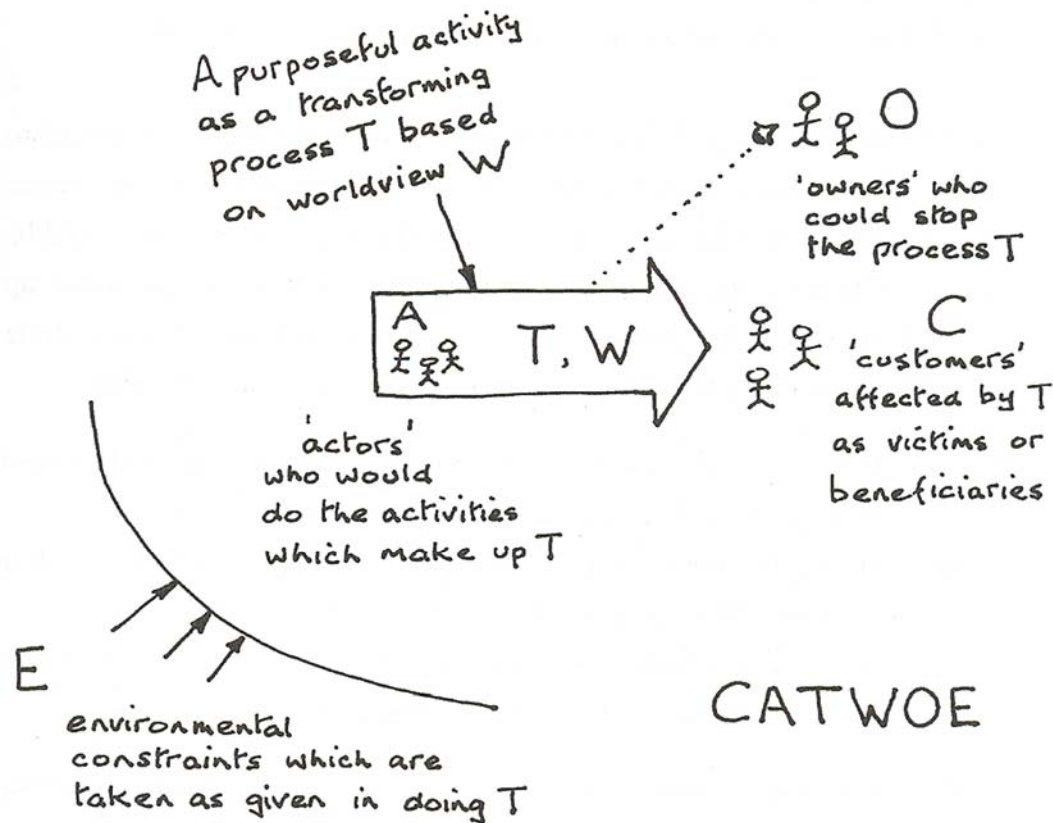 A purposeful activity
as a transforming
process T based
on worldview W
O
'owners' who
could stop
the process T
A
T, W
C
'customers'
affected by T
as victims or
beneficiaries
'actors'
who would
do the activities
which make up T
E
environmental
constraints which are
taken as given in doing T
CATWOE